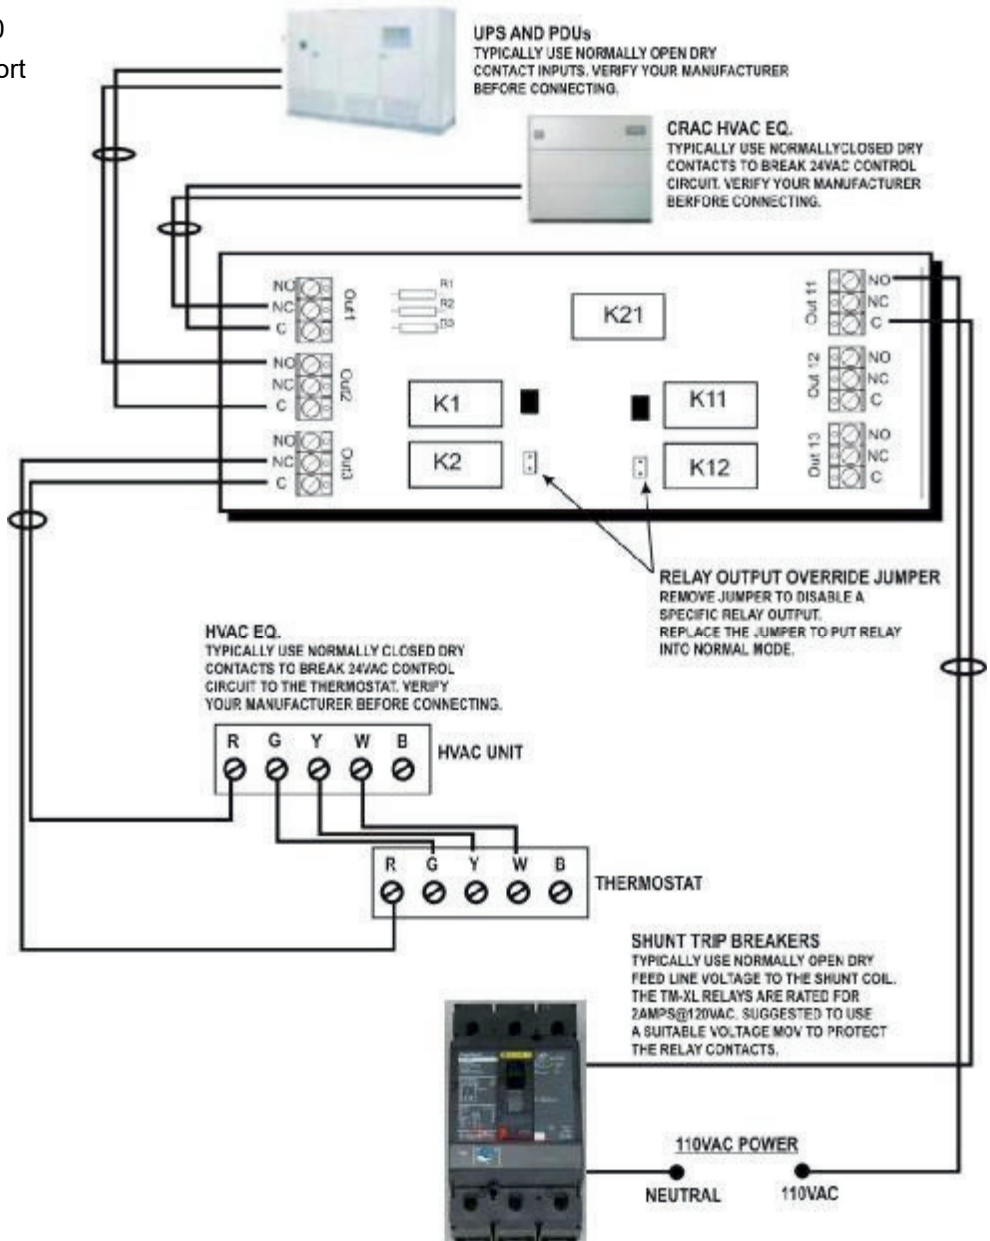 0
ort
UPS AND PDUs
TYPICALLY USE NORMALLY OPEN DRY
CONTACT INPUTS. VERIFY YOUR MANUFACTURER
BEFORE CONNECTING.
CRAC HVAC EQ.
TYPICALLY USE NORMALLYCLOSED DRY
CONTACTS TO BREAK 24VAC CONTROL
CIRCUIT. VERIFY YOUR MANUFACTURER
BERFORE CONNECTING.
NO
NC
C
Out1
R1
R2
R3
K21
Out 11
NO
NC
C
NO
NC
C
Out2
K1
K11
Out 12
NO
NC
C
NO
NC
C
Out3
K2
K12
Out 13
NO
NC
C
RELAY OUTPUT OVERRIDE JUMPER
REMOVE JUMPER TO DISABLE A
SPECIFIC RELAY OUTPUT.
REPLACE THE JUMPER TO PUT RELAY
INTO NORMAL MODE.
HVAC EQ.
TYPICALLY USE NORMALLY CLOSED DRY
CONTACTS TO BREAK 24VAC CONTROL
CIRCUIT TO THE THERMOSTAT. VERIFY
YOUR MANUFACTURER BEFORE CONNECTING.
R G Y W B
HVAC UNIT
R G Y W B
THERMOSTAT
SHUNT TRIP BREAKERS
TYPICALLY USE NORMALLY OPEN DRY
FEED LINE VOLTAGE TO THE SHUNT COIL.
THE TM-XL RELAYS ARE RATED FOR
2AMPS@120VAC. SUGGESTED TO USE
A SUITABLE VOLTAGE MOV TO PROTECT
THE RELAY CONTACTS.
110VAC POWER
NEUTRAL
110VAC